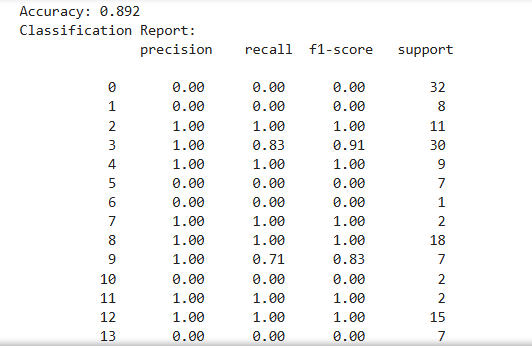 Accuracy: 0.892
Classification Report:
precision recall f1-score support
0 0.00 0.00 0.00 32
1 0.00 0.00 0.00 8
2 1.00 1.00 1.00 11
3 1.00 0.83 0.91 30
4 1.00 1.00 1.00 9
5 0.00 0.00 0.00 7
6 0.00 0.00 0.00 1
7 1.00 1.00 1.00 2
8 1.00 1.00 1.00 18
9 1.00 0.71 0.83 7
10 0.00 0.00 0.00 2
11 1.00 1.00 1.00 2
12 1.00 1.00 1.00 15
13 0.00 0.00 0.00 7